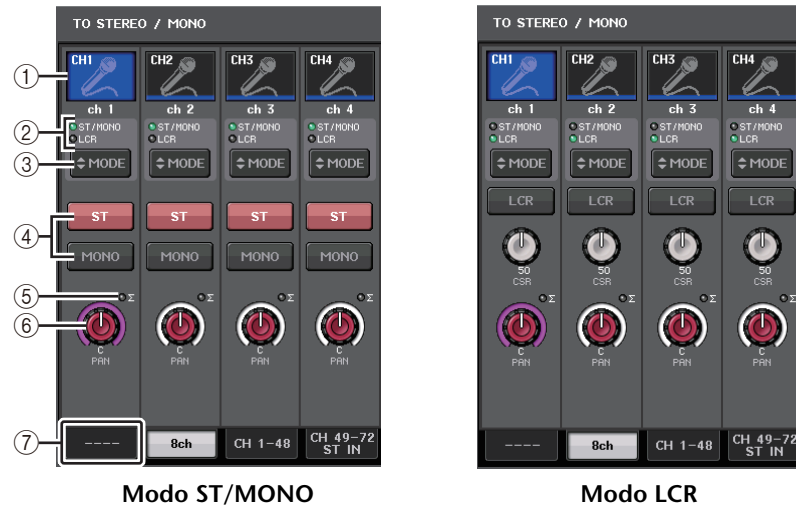 TO STEREO / MONO
CH1 CH2 CH3 CH4
ch 1 ch 2 ch 3 ch 4
ST/MONO ST/MONO ST/MONO ST/MONO
LCR LCR LCR LCR
MODE MODE MODE MODE
ST ST ST ST
MONO MONO MONO MONO
Σ Σ Σ Σ
C C C C
PAN PAN PAN PAN
---- 8ch CH 1-48 CH 49-72
ST IN
①
②
③
④
⑤
⑥
⑦
Modo ST/MONO
TO STEREO / MONO
CH1 CH2 CH3 CH4
ch 1 ch 2 ch 3 ch 4
ST/MONO ST/MONO ST/MONO ST/MONO
LCR LCR LCR LCR
MODE MODE MODE MODE
LCR LCR LCR LCR
50 50 50 50
CSR CSR CSR CSR
Σ Σ Σ Σ
C C C C
PAN PAN PAN PAN
---- 8ch CH 1-48 CH 49-72
ST IN
Modo LCR